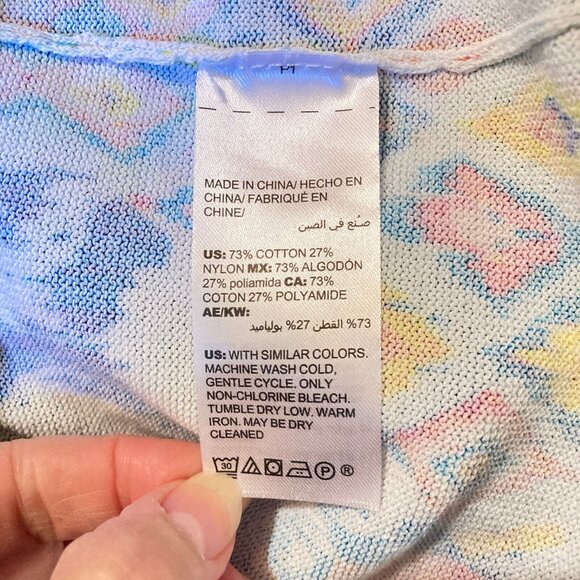 MADE IN CHINA/ HECHO EN
CHINA/ FABRIQUÉ EN
CHINE/
صُنع في الصين
US: 73% COTTON 27%
NYLON MX: 73% ALGODÓN
27% poliamida CA: 73%
COTON 27% POLYAMIDE
AE/KW:
73% القطن 27% بولياميد
US: WITH SIMILAR COLORS.
MACHINE WASH COLD,
GENTLE CYCLE. ONLY
NON-CHLORINE BLEACH.
TUMBLE DRY LOW. WARM
IRON. MAY BE DRY
CLEANED
30 P ®